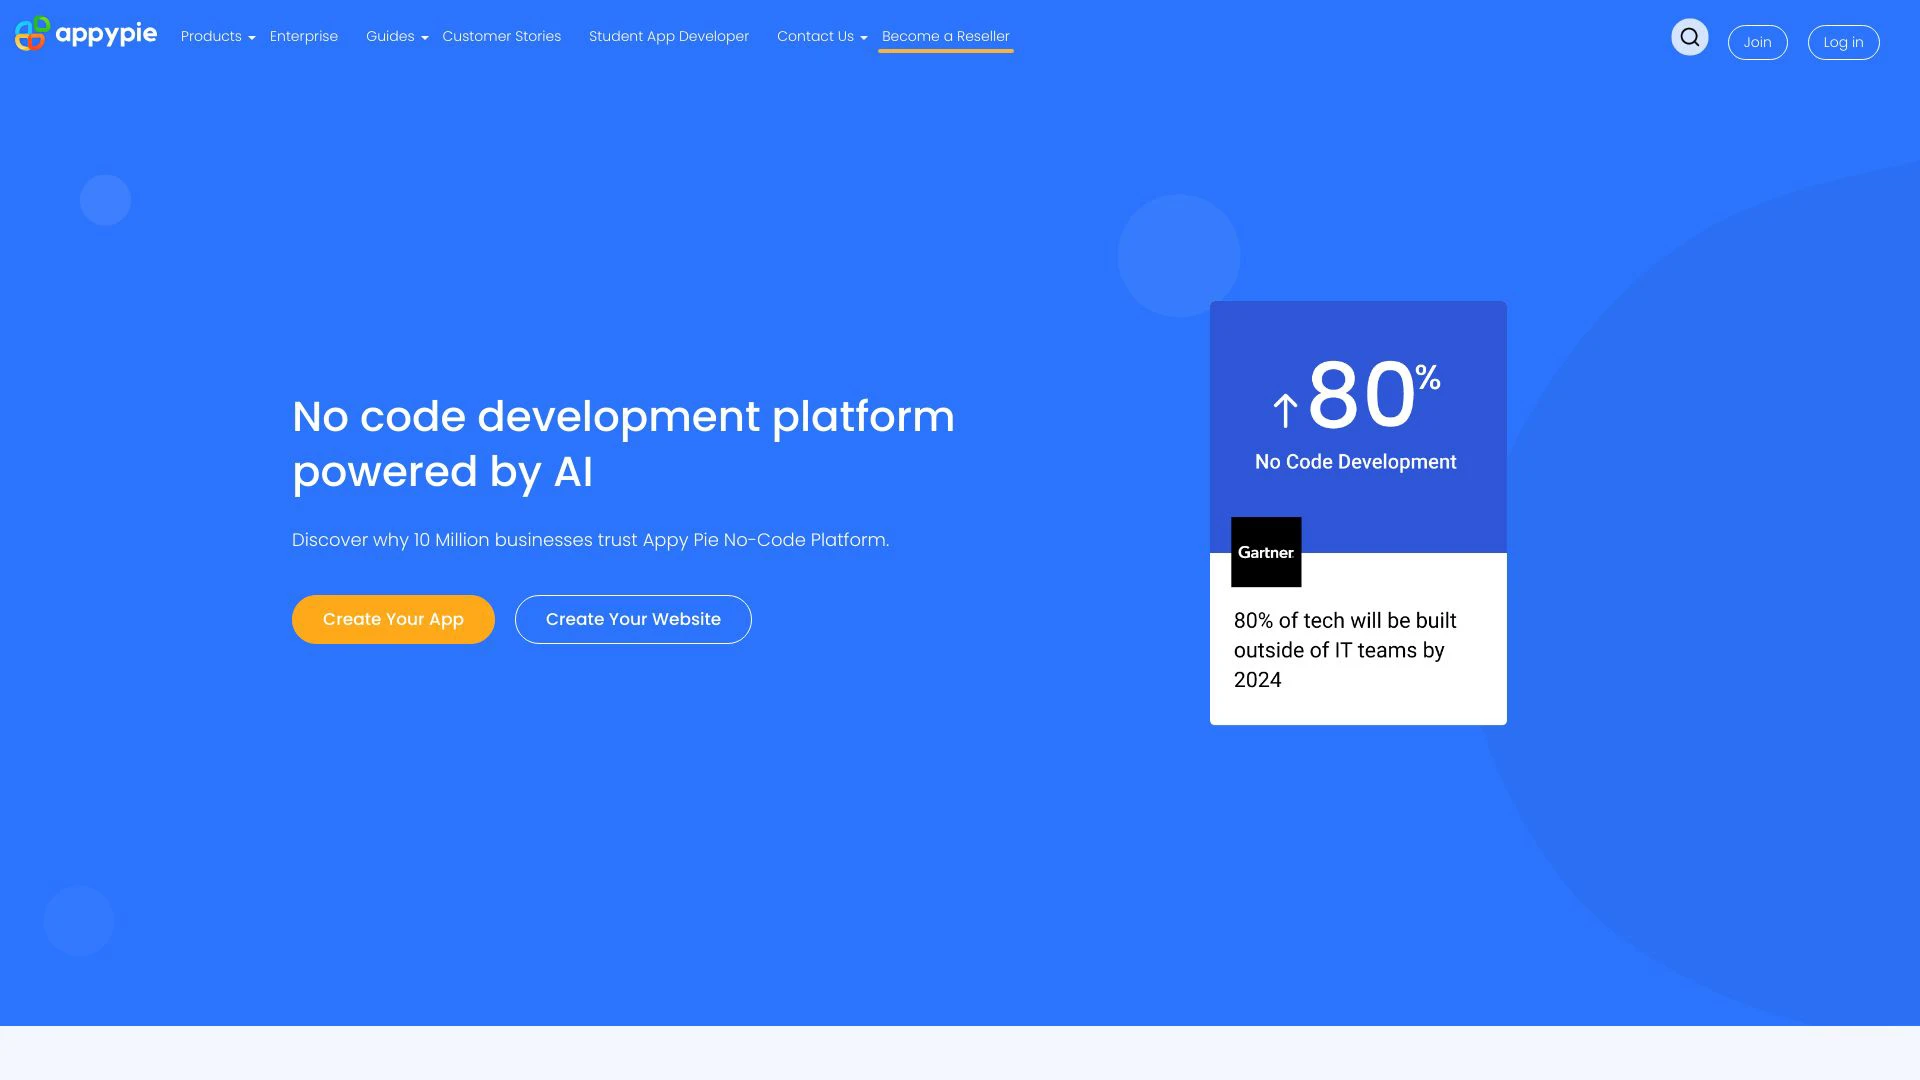 appypie
Products
Enterprise
Guides
Customer Stories
Student App Developer
Contact Us
Become a Reseller
Join
Log in
No code development platform
powered by AI
Discover why 10 Million businesses trust Appy Pie No-Code Platform.
Create Your App
Create Your Website
↑80%
No Code Development
Gartner
80% of tech will be built
outside of IT teams by
2024